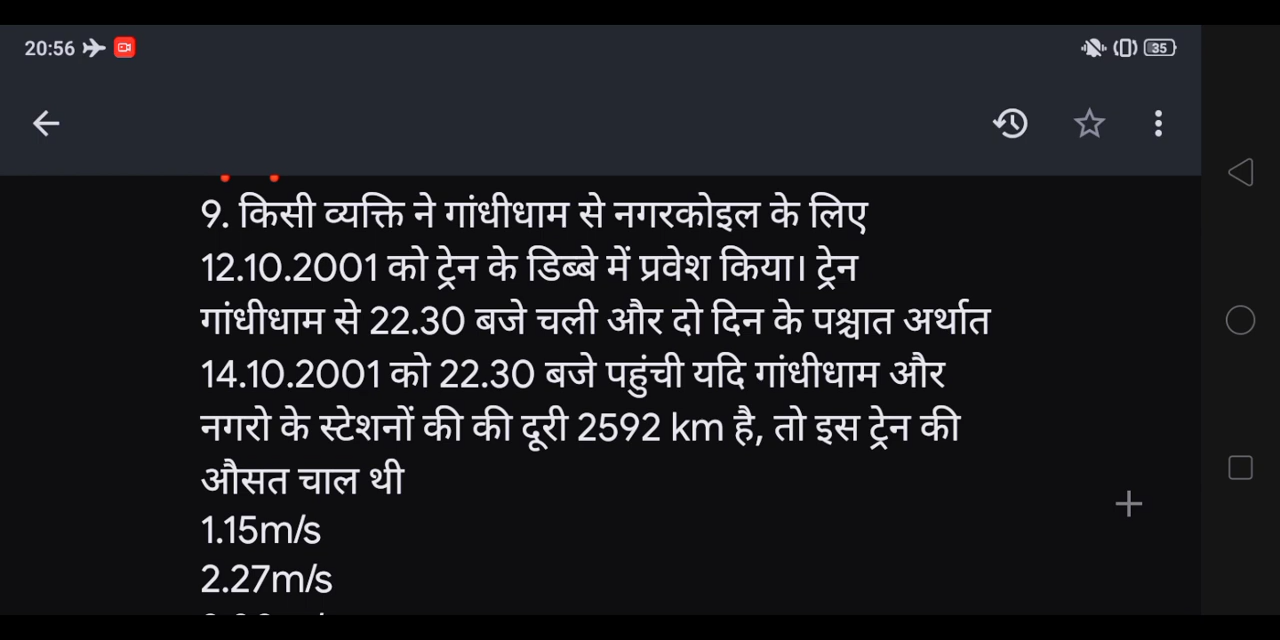 20:56
35
9. किसी व्यक्ति ने गांधीधाम से नगरकोइल के लिए
12.10.2001 को ट्रेन के डिब्बे में प्रवेश किया। ट्रेन
गांधीधाम से 22.30 बजे चली और दो दिन के पश्चात अर्थात
14.10.2001 को 22.30 बजे पहुंची यदि गांधीधाम और
नगरो के स्टेशनों की की दूरी 2592 km है, तो इस ट्रेन की
औसत चाल थी
1.15m/s
2.27m/s